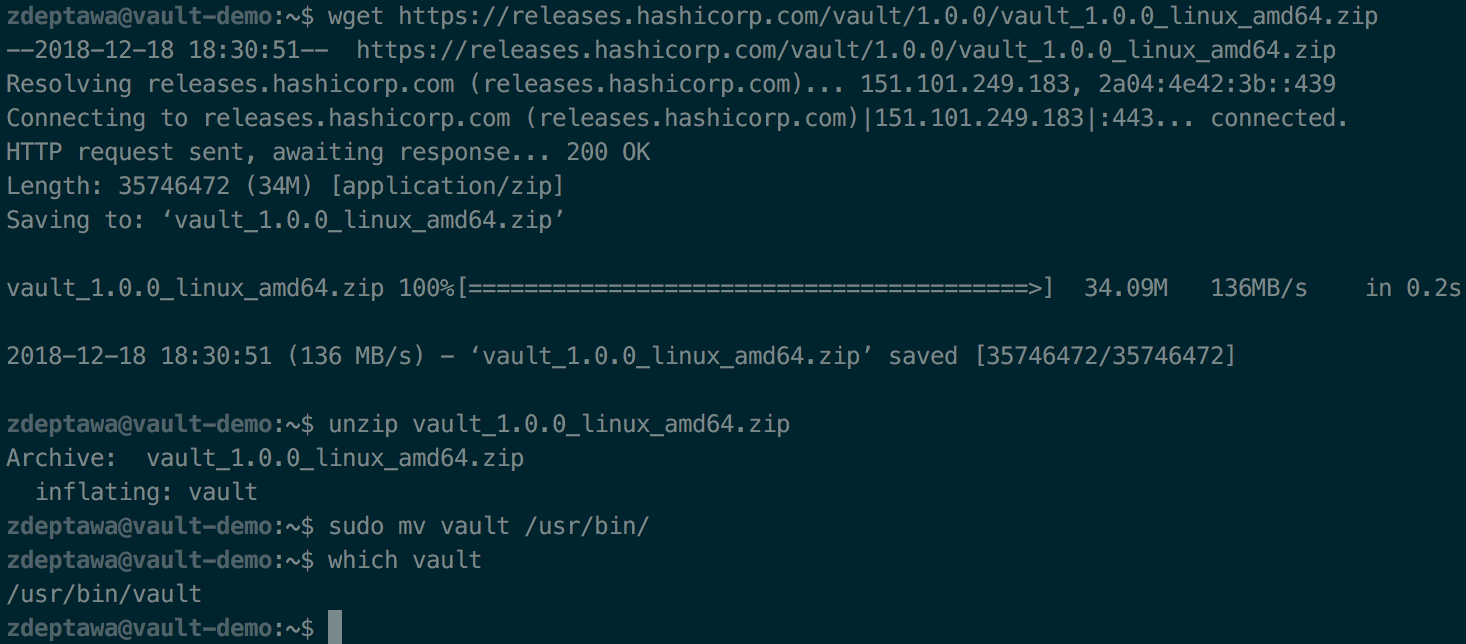 zdeptawa@vault-demo:~$ wget https://releases.hashicorp.com/vault/1.0.0/vault_1.0.0_linux_amd64.zip
--2018-12-18 18:30:51--  https://releases.hashicorp.com/vault/1.0.0/vault_1.0.0_linux_amd64.zip
Resolving releases.hashicorp.com (releases.hashicorp.com)... 151.101.249.183, 2a04:4e42:3b::439
Connecting to releases.hashicorp.com (releases.hashicorp.com)|151.101.249.183|:443... connected.
HTTP request sent, awaiting response... 200 OK
Length: 35746472 (34M) [application/zip]
Saving to: ‘vault_1.0.0_linux_amd64.zip’
vault_1.0.0_linux_amd64.zip 100%[========================================>]  34.09M   136MB/s    in 0.2s
2018-12-18 18:30:51 (136 MB/s) - ‘vault_1.0.0_linux_amd64.zip’ saved [35746472/35746472]
zdeptawa@vault-demo:~$ unzip vault_1.0.0_linux_amd64.zip
Archive:  vault_1.0.0_linux_amd64.zip
  inflating: vault
zdeptawa@vault-demo:~$ sudo mv vault /usr/bin/
zdeptawa@vault-demo:~$ which vault
/usr/bin/vault
zdeptawa@vault-demo:~$